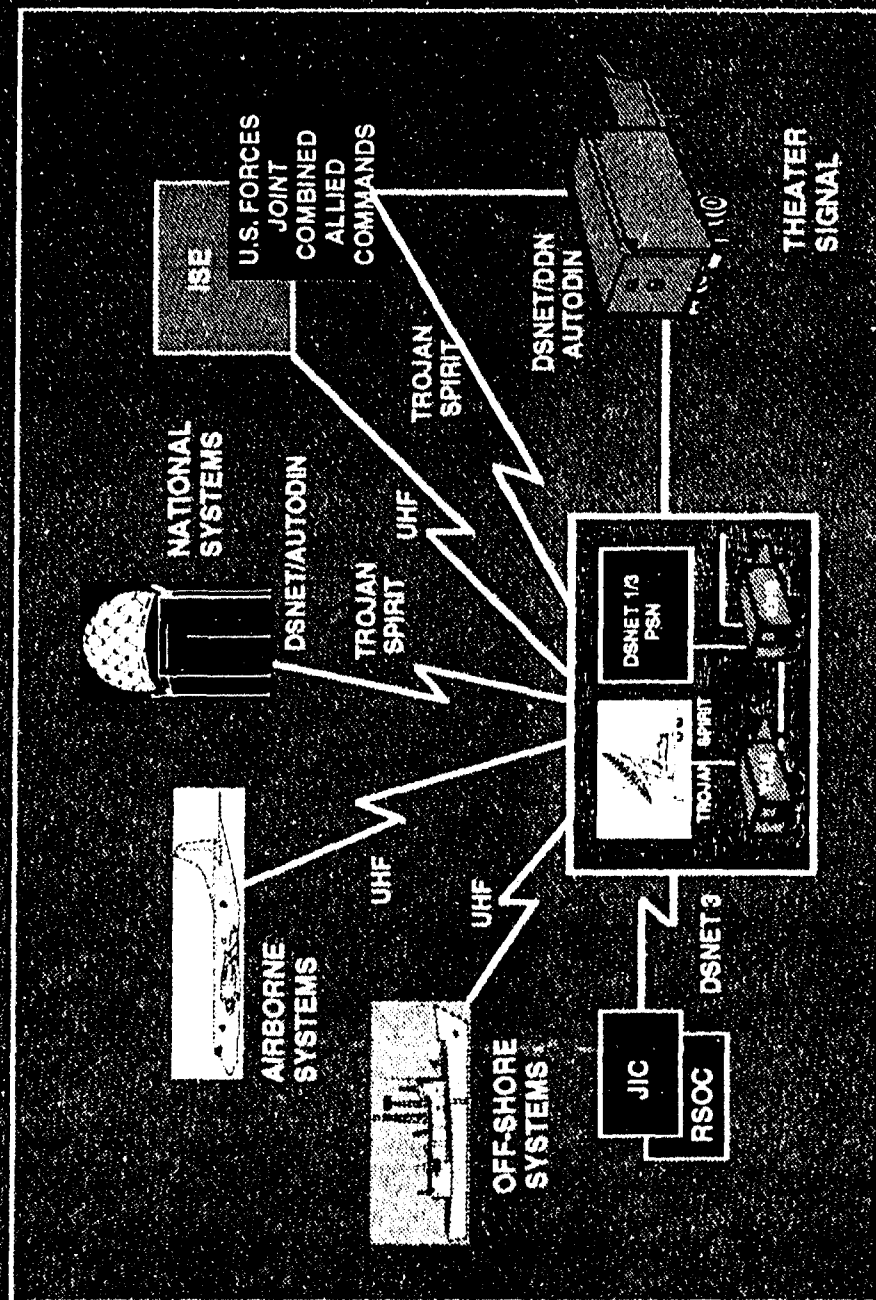 AIRBORNE
SYSTEMS
NATIONAL
SYSTEMS
ISE
U.S. FORCES
JOINT
COMBINED
ALLIED
COMMANDS
OFF-SHORE
SYSTEMS
UHF
UHF
DSNET/AUTODIN
TROJAN
SPIRIT
UHF
TROJAN
SPIRIT
DSNET/DDN
AUTODIN
THEATER
SIGNAL
JIC
RSOC
DSNET 3
TROJAN SPIRIT
DSNET 1/3
PSN